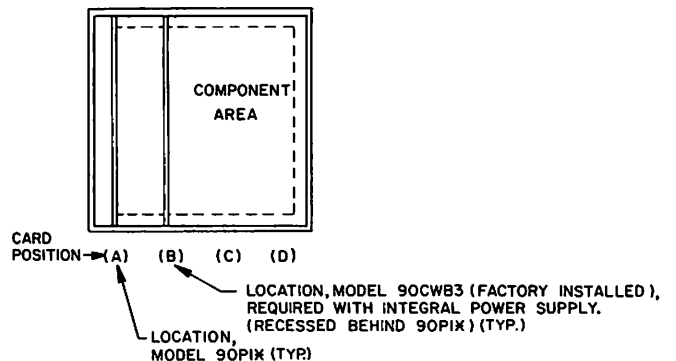 COMPONENT
AREA
CARD
POSITION (A) (B) (C) (D)
LOCATION, MODEL 90CWB3 (FACTORY INSTALLED),
REQUIRED WITH INTEGRAL POWER SUPPLY.
(RECESSED BEHIND 90PIX) (TYP.)
LOCATION,
MODEL 90PIX (TYP.)